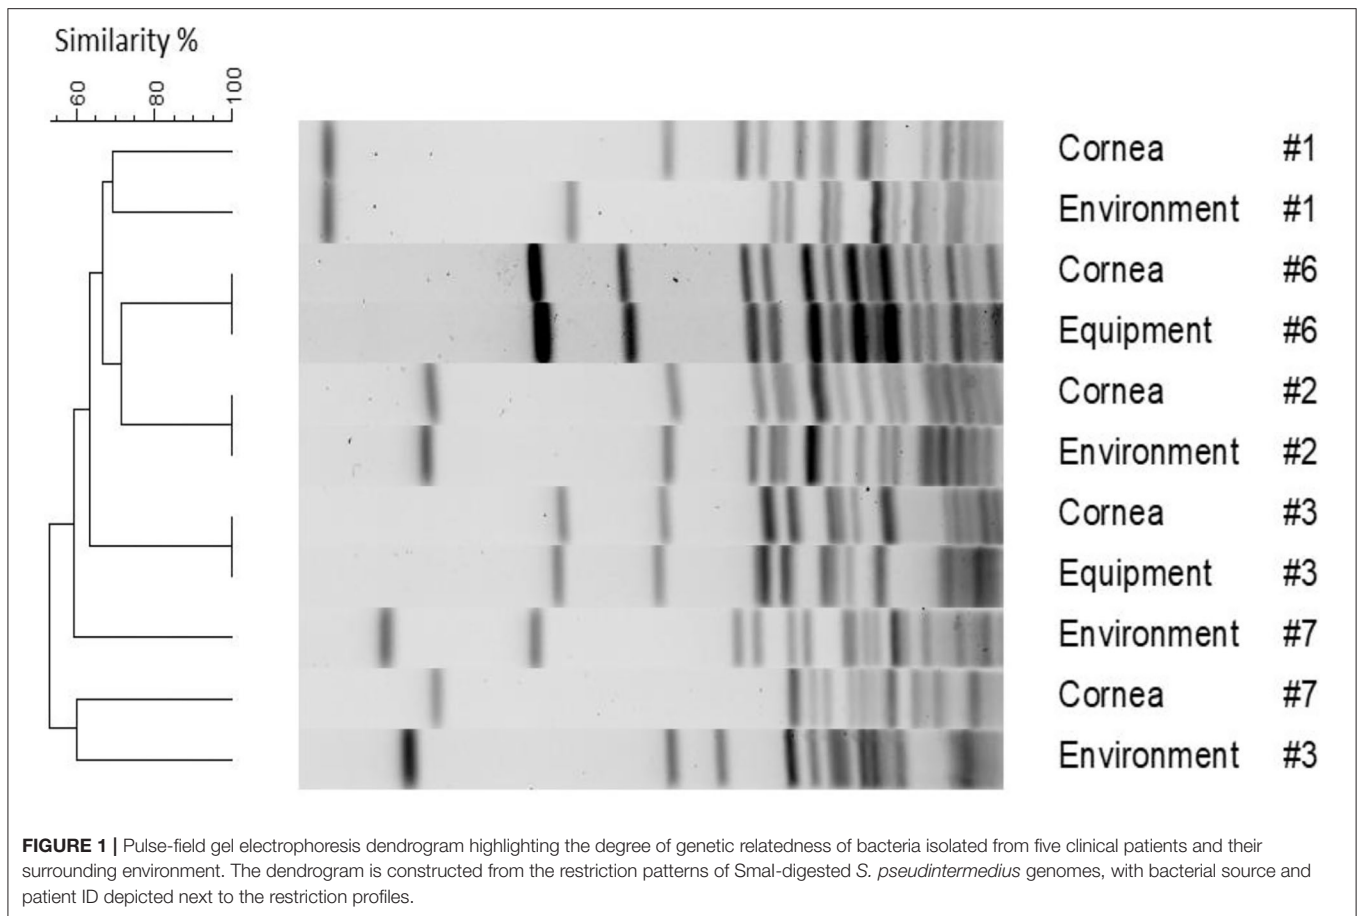 Similarity %
60 80 100
Cornea #1
Environment #1
Cornea #6
Equipment #6
Cornea #2
Environment #2
Cornea #3
Equipment #3
Environment #7
Cornea #7
Environment #3
FIGURE 1 | Pulse-field gel electrophoresis dendrogram highlighting the degree of genetic relatedness of bacteria isolated from five clinical patients and their
surrounding environment. The dendrogram is constructed from the restriction patterns of SmaI-digested S. pseudintermedius genomes, with bacterial source and
patient ID depicted next to the restriction profiles.